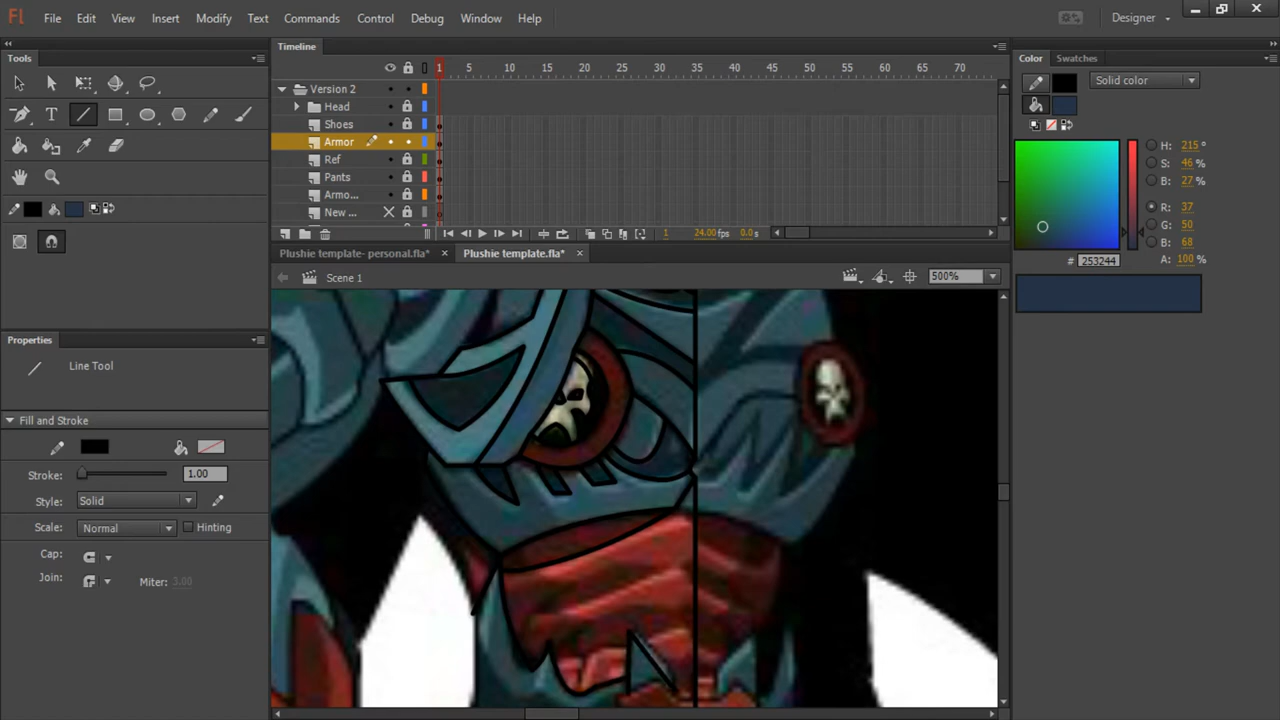 Fl File Edit View Insert Modify Text Commands Control Debug Window Help Designer
Tools
Timeline
1 5 10 15 20 25 30 35 40 45 50 55 60 65 70
Version 2
Head
Shoes
Armor
Ref
Pants
Armo...
New ...
1 24.00 fps 0.0 s
Plushie template- personal.fla* Plushie template.fla*
Scene 1
500%
Properties
Line Tool
Fill and Stroke
Stroke: 1.00
Style: Solid
Scale: Normal Hinting
Cap:
Join: Miter: 3.00
Color Swatches
Solid color
H: 215 °
S: 46 %
B: 27 %
R: 37
G: 50
B: 68
# 253244 A: 100 %